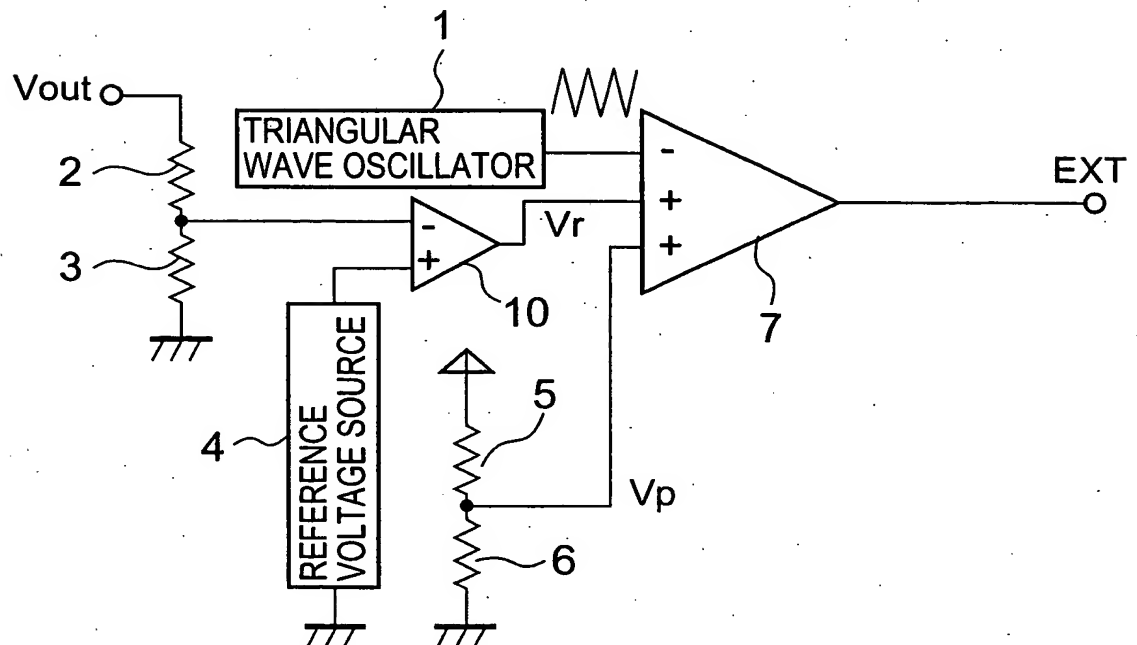 1
Vout
TRIANGULAR
WAVE OSCILLATOR
-
+
+
EXT
2
-
+
Vr
3
10
7
4
REFERENCE
VOLTAGE SOURCE
5
Vp
6